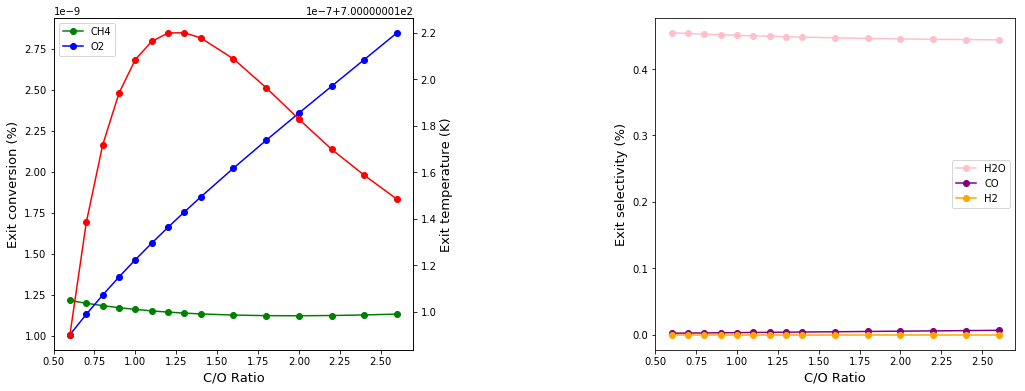 1e−9
1e−7+7.00000001e2
CH4
O2
2.75
2.50
2.25
2.00
1.75
1.50
1.25
1.00
Exit conversion (%)
2.2
2.0
1.8
1.6
1.4
1.2
1.0
Exit temperature (K)
0.50 0.75 1.00 1.25 1.50 1.75 2.00 2.25 2.50
C/O Ratio
0.4
0.3
0.2
0.1
0.0
Exit selectivity (%)
H2O
CO
H2
0.50 0.75 1.00 1.25 1.50 1.75 2.00 2.25 2.50
C/O Ratio